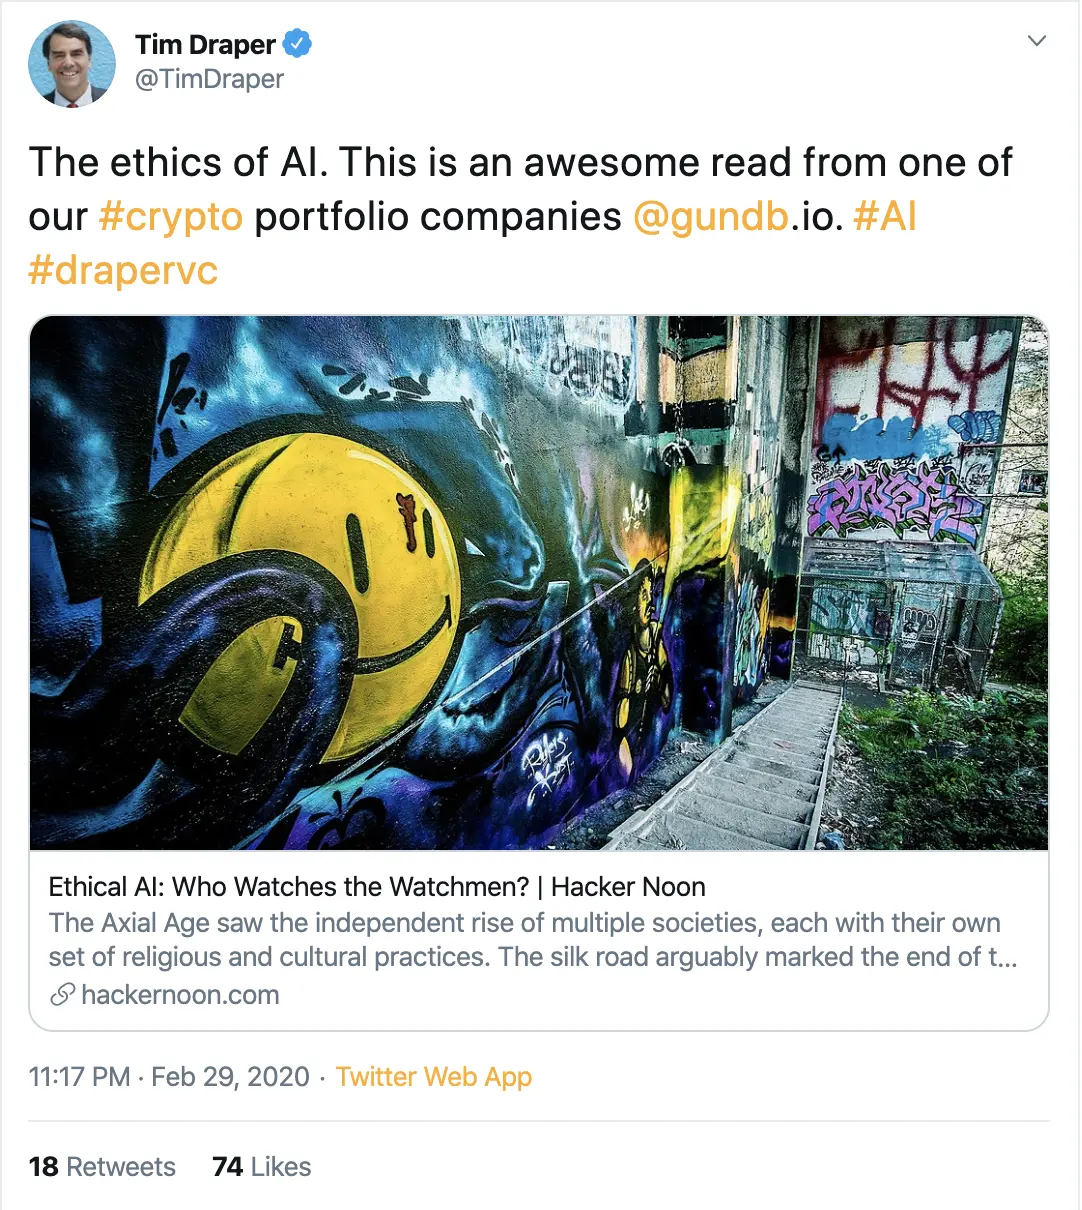 Tim Draper
@TimDraper
The ethics of AI. This is an awesome read from one of
our #crypto portfolio companies @gundb.io. #AI
#drapervc
Ethical AI: Who Watches the Watchmen? | Hacker Noon
The Axial Age saw the independent rise of multiple societies, each with their own
set of religious and cultural practices. The silk road arguably marked the end of t...
hackernoon.com
11:17 PM · Feb 29, 2020 · Twitter Web App
18 Retweets 74 Likes